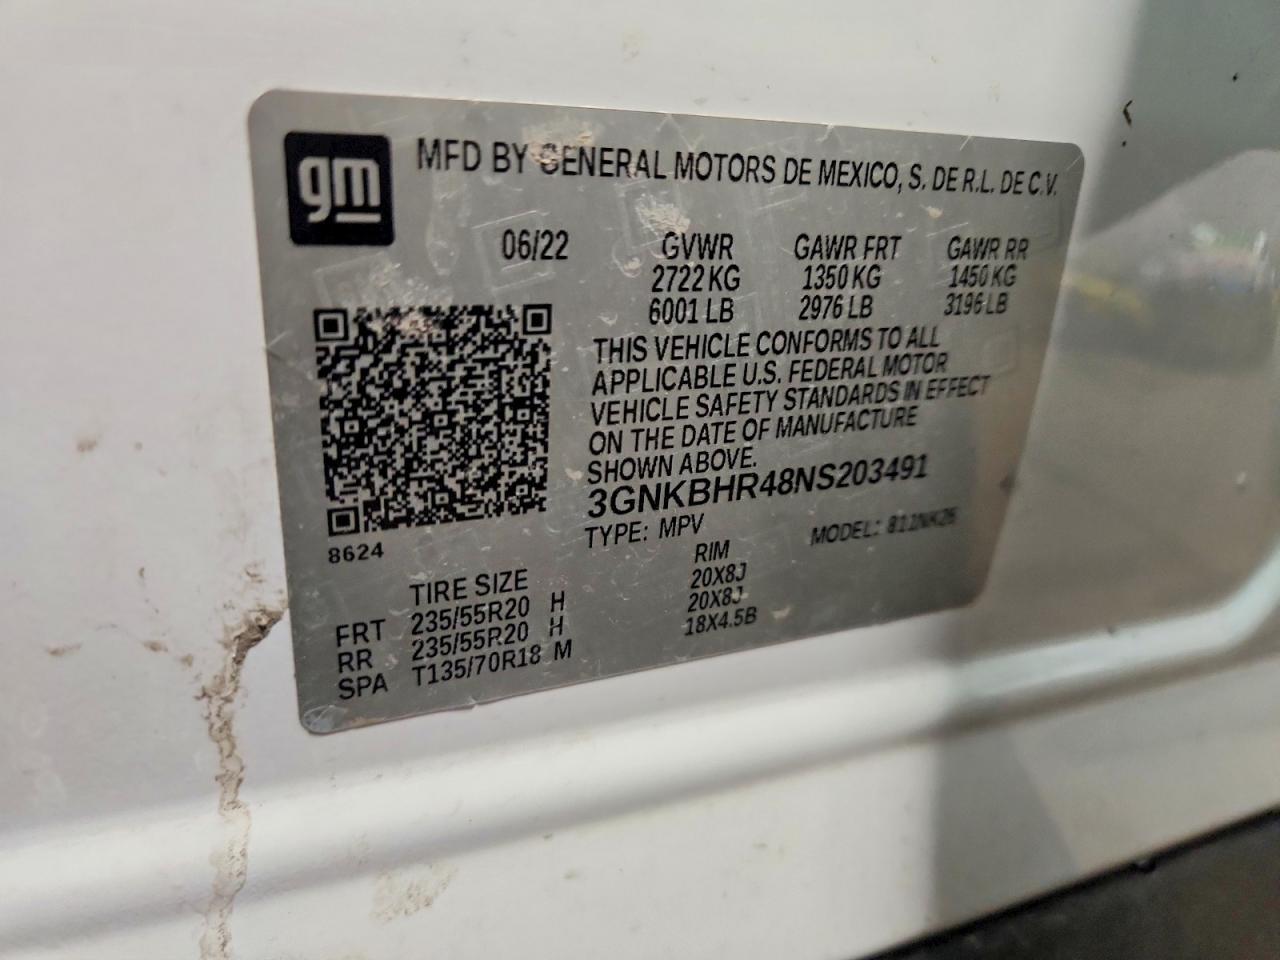 gm
MFD BY GENERAL MOTORS DE MEXICO, S. DE R.L. DE C.V.
06/22 GVWR GAWR FRT GAWR RR
2722 KG 1350 KG 1450 KG
6001 LB 2976 LB 3196 LB
THIS VEHICLE CONFORMS TO ALL
APPLICABLE U.S. FEDERAL MOTOR
VEHICLE SAFETY STANDARDS IN EFFECT
ON THE DATE OF MANUFACTURE
SHOWN ABOVE.
3GNKBHR48NS203491
TYPE: MPV MODEL:
8624
TIRE SIZE RIM
FRT 235/55R20 H 20X8J
RR 235/55R20 H 20X8J
SPA T135/70R18 M 18X4.5B